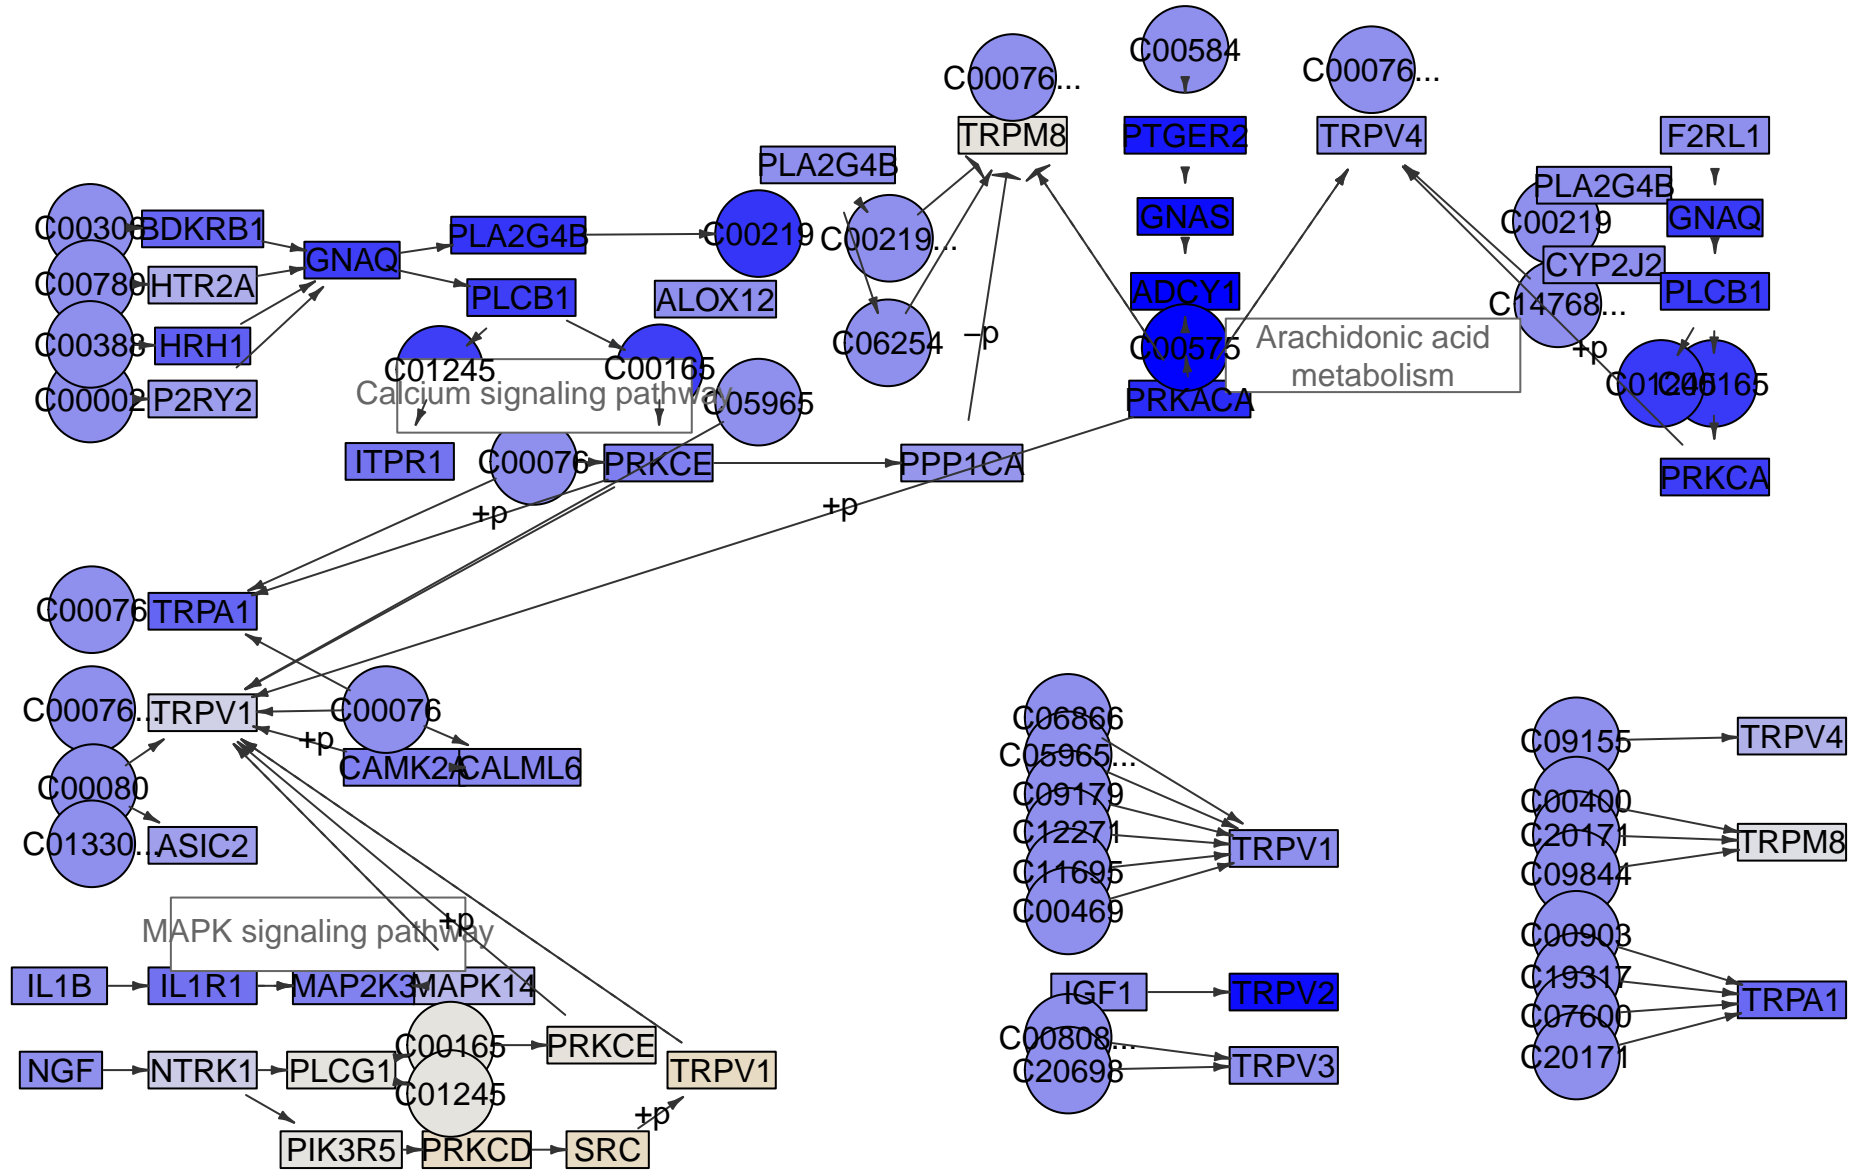 C00584
C00076...
C00076...
TRPM8
PTGER2
TRPV4
F2RL1
PLA2G4B
PLA2G4B
C00219
GNAS
GNAQ
BDKRB1
PLA2G4B
C00219
C00219...
GNAQ
CYP2J2
C00780
HTR2A
PLCB1
ALOX12
ADCY1
C14768...
PLCB1
C00388
HRH1
C06254
–p
C00575
Arachidonic acid
metabolism
+p
C01245
C00165
Calcium signaling pathway
C00002
P2RY2
C05965
PRKACA
C01245
C00165
ITPR1
C00076
PRKCE
PPP1CA
PRKCA
+p
+p
C00076
TRPA1
C00076...
TRPV1
C00076
+p
CAMK2A
CALML6
C00080
C01330...
ASIC2
C06866
C05965...
C09179
C12271
C11695
C00469
TRPV1
C09155
TRPV4
C00400
C20171
C09844
TRPM8
C00903
C19317
C07600
C20171
TRPA1
MAPK signaling pathway
+p
IL1B
IL1R1
MAP2K3
MAPK14
IGF1
TRPV2
C00808...
C20698
TRPV3
NGF
NTRK1
PLCG1
C00165
C01245
PRKCE
TRPV1
+p
PIK3R5
PRKCD
SRC